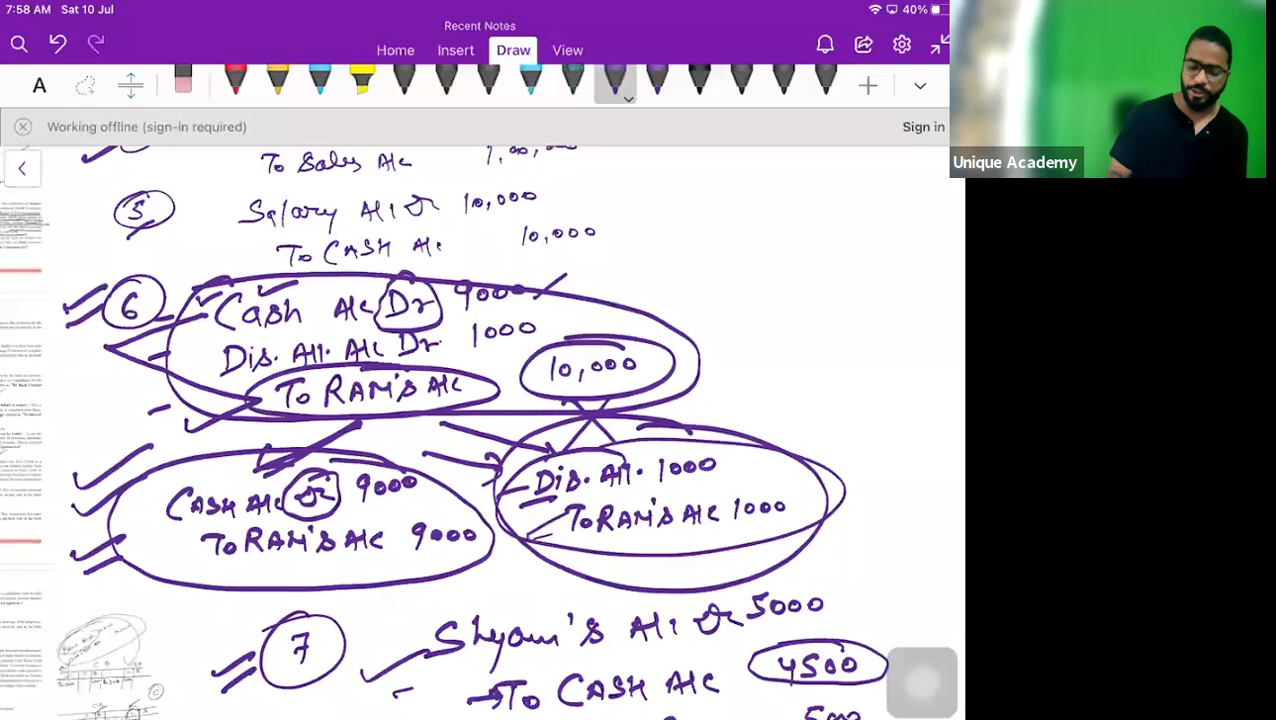 7:58 AM Sat 10 Jul
40%
Recent Notes
Home Insert Draw View
A
Working offline (sign-in required)
Sign in
Unique Academy
To Sales A/c
5
Salary A/c Dr 10,000
To CASH A/c 10,000
6
Cash A/c Dr 9000
Dis. All. A/c Dr 1000
To RAM'S A/c 10,000
CASH A/c Dr 9000
To RAM'S A/c 9000
Dis. All. 1000
To RAM'S A/c 1000
7
Shyam's A/c Dr 5000
To CASH A/c 4500
500